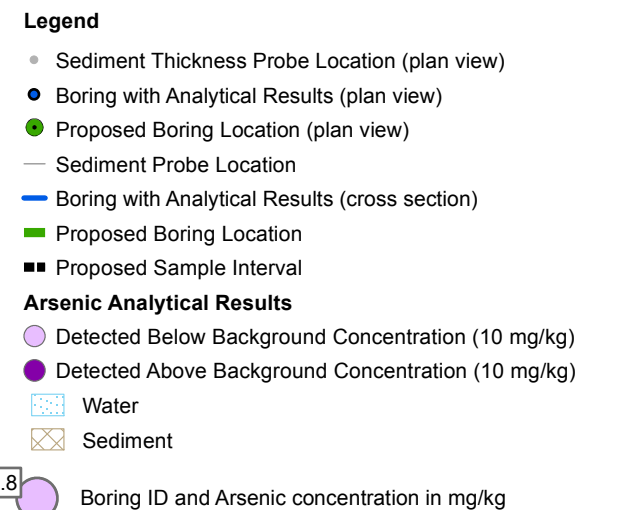 Legend
Sediment Thickness Probe Location (plan view)
Boring with Analytical Results (plan view)
Proposed Boring Location (plan view)
Sediment Probe Location
Boring with Analytical Results (cross section)
Proposed Boring Location
Proposed Sample Interval
Arsenic Analytical Results
Detected Below Background Concentration (10 mg/kg)
Detected Above Background Concentration (10 mg/kg)
Water
Sediment
.8
Boring ID and Arsenic concentration in mg/kg